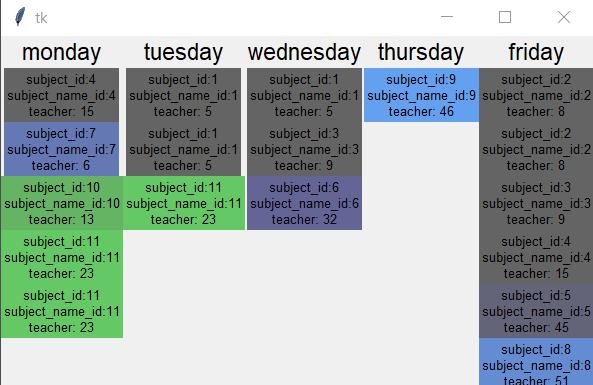 tk
monday
tuesday
wednesday
thursday
friday
subject_id:4
subject_name_id:4
teacher: 15
subject_id:7
subject_name_id:7
teacher: 6
subject_id:10
subject_name_id:10
teacher: 13
subject_id:11
subject_name_id:11
teacher: 23
subject_id:11
subject_name_id:11
teacher: 23
subject_id:1
subject_name_id:1
teacher: 5
subject_id:1
subject_name_id:1
teacher: 5
subject_id:11
subject_name_id:11
teacher: 23
subject_id:1
subject_name_id:1
teacher: 5
subject_id:3
subject_name_id:3
teacher: 9
subject_id:6
subject_name_id:6
teacher: 32
subject_id:9
subject_name_id:9
teacher: 46
subject_id:2
subject_name_id:2
teacher: 8
subject_id:2
subject_name_id:2
teacher: 8
subject_id:3
subject_name_id:3
teacher: 9
subject_id:4
subject_name_id:4
teacher: 15
subject_id:5
subject_name_id:5
teacher: 45
subject_id:8
subject_name_id:8
teacher: 51